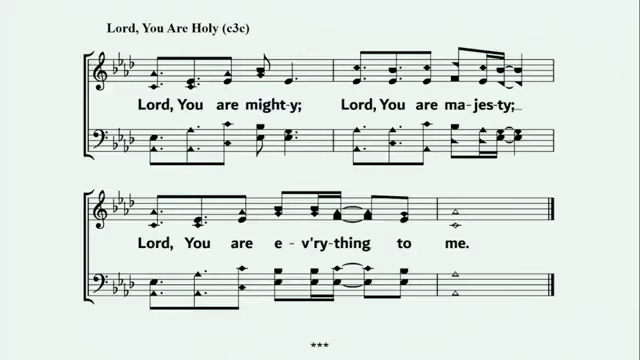 Lord, You Are Holy (c3c)
Lord, You are might-y; Lord, You are ma-jes-ty;_
Lord, You are e - v'ry-thing to me.
***